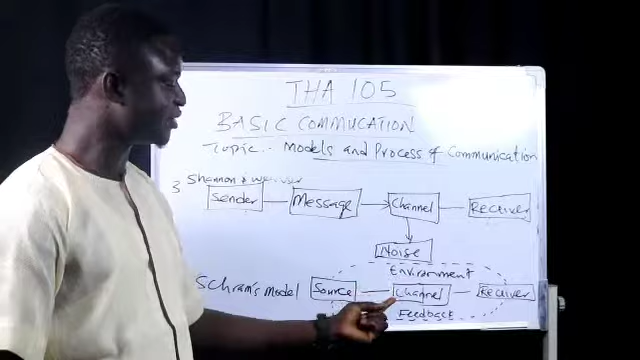 THA 105
BASIC COMMUCATION
Topic:- Models and Process of Communication
3 Shannon & Weaver
Sender Message Channel Receiver
Noise
Environment
Schram's Model Source Channel Receiver
Feedback